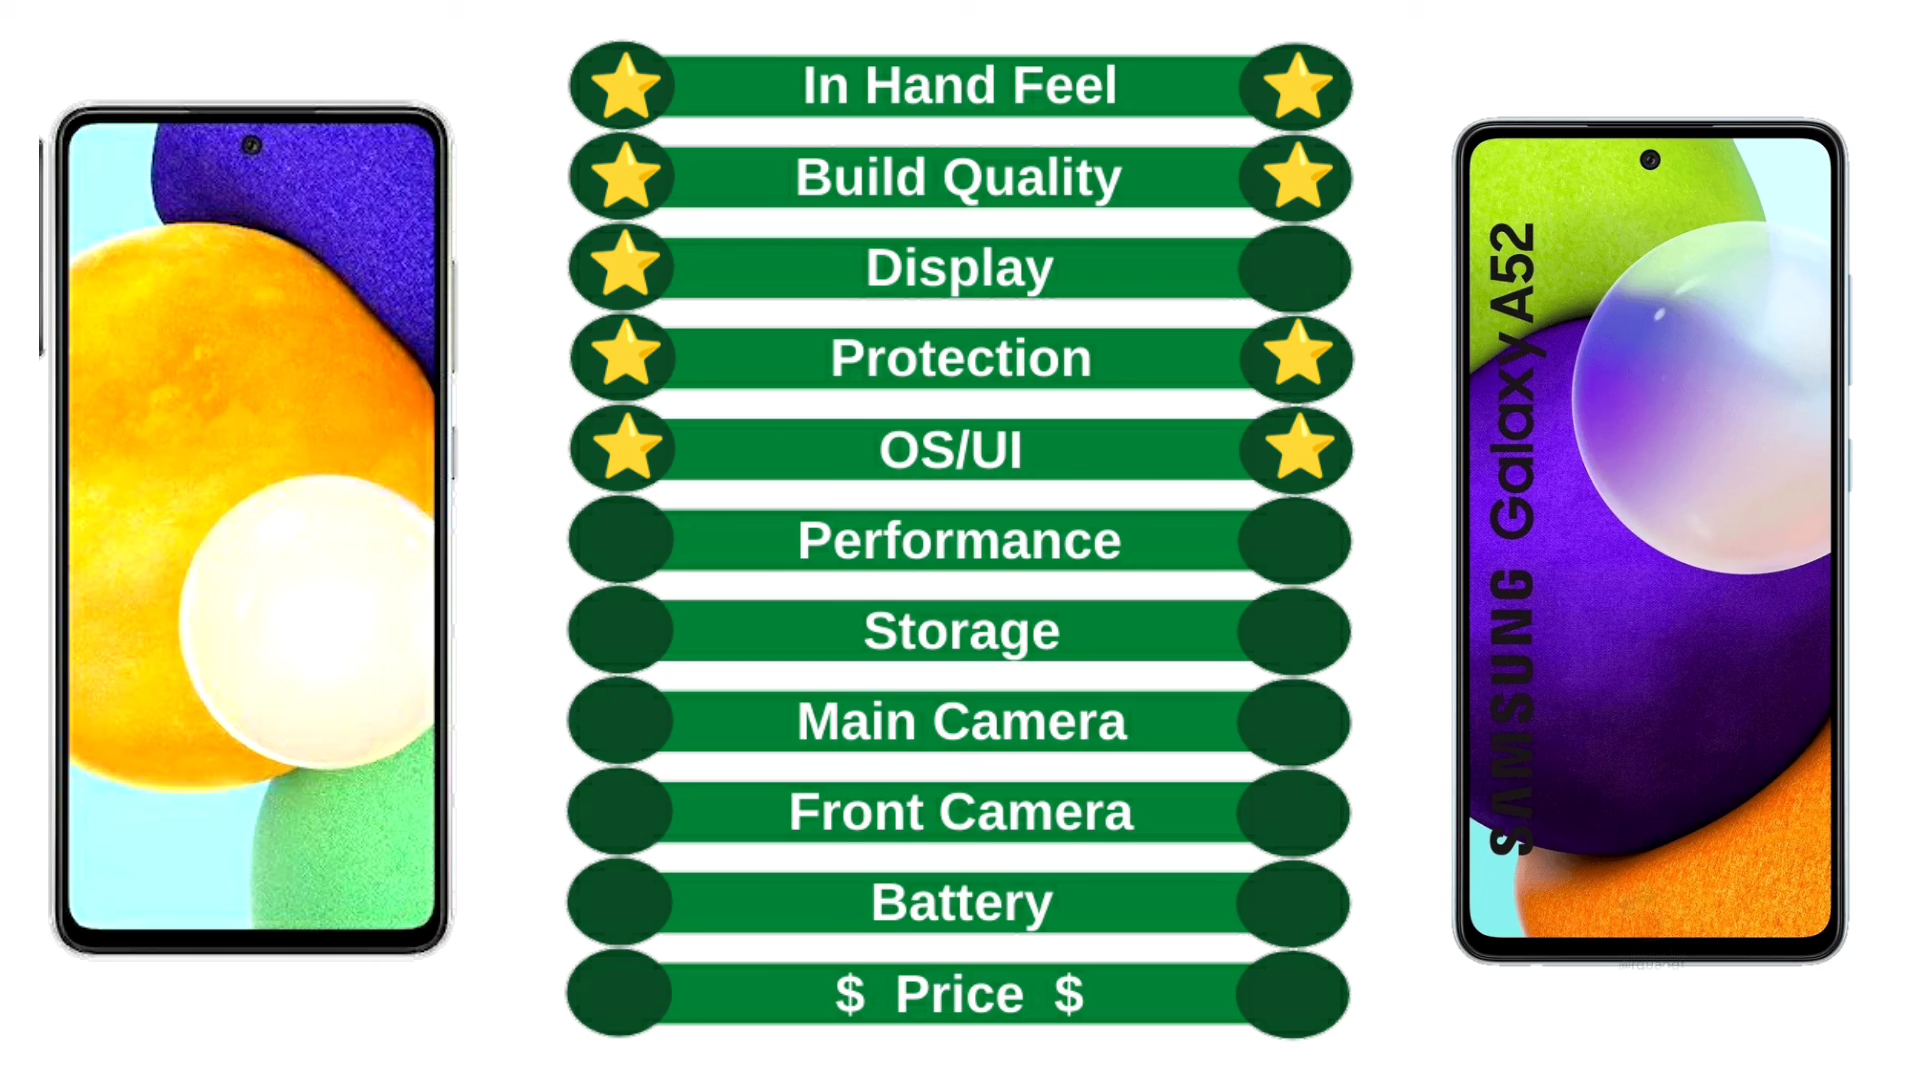 In Hand Feel
Build Quality
Display
Protection
OS/UI
Performance
Storage
Main Camera
Front Camera
Battery
$ Price $
SAMSUNG Galaxy A52